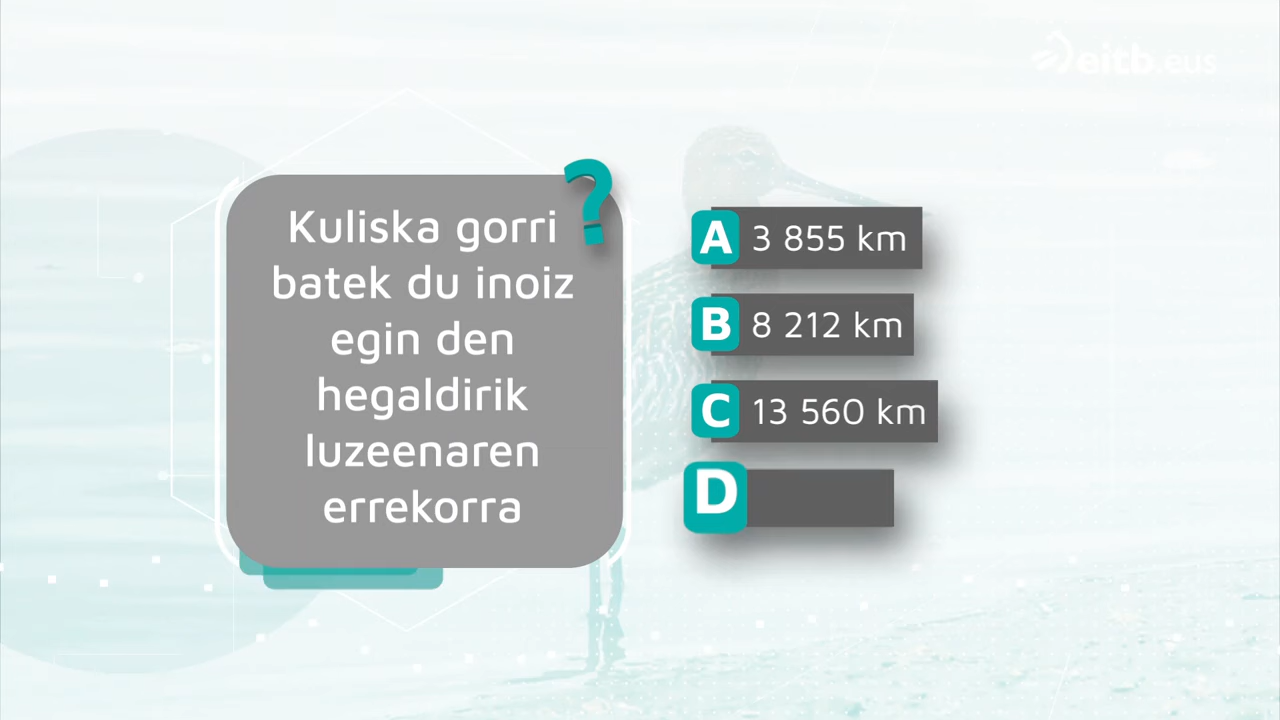 eitb.eus
Kuliska gorri
batek du inoiz
egin den
hegaldirik
luzeenaren
errekorra
?
A 3 855 km
B 8 212 km
C 13 560 km
D